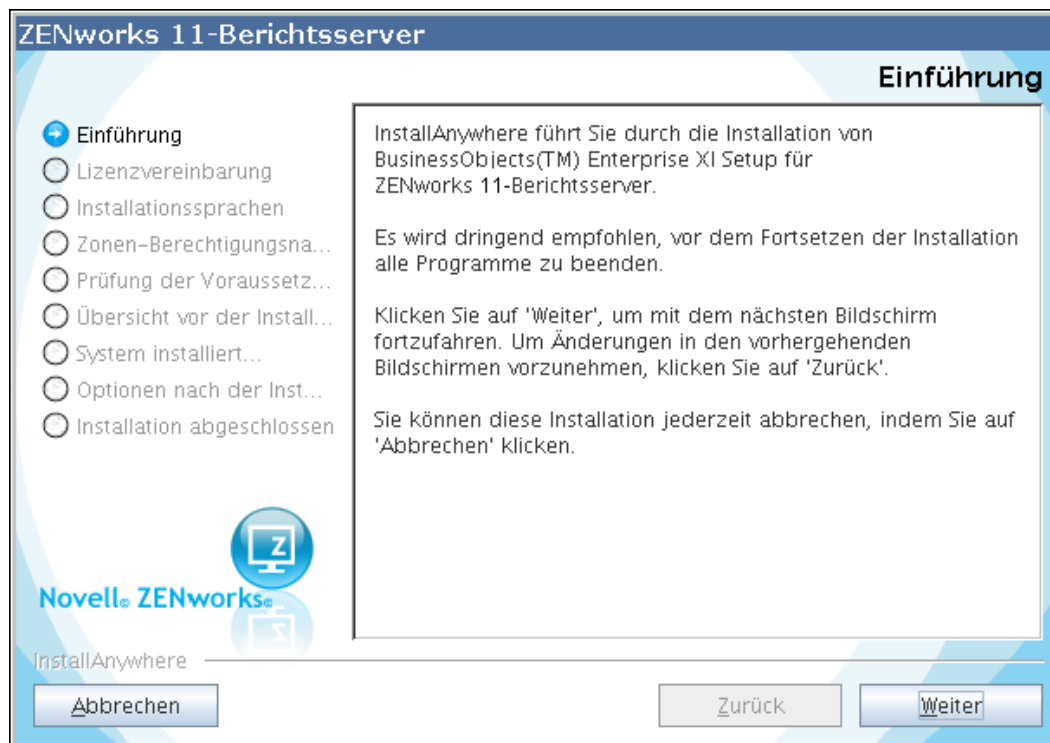 ZENworks 11-Berichtsserver
Einführung
Einführung
Lizenzvereinbarung
Installationssprachen
Zonen-Berechtigungsna...
Prüfung der Voraussetz...
Übersicht vor der Install...
System installiert...
Optionen nach der Inst...
Installation abgeschlossen
InstallAnywhere führt Sie durch die Installation von
BusinessObjects(TM) Enterprise XI Setup für
ZENworks 11-Berichtsserver.
Es wird dringend empfohlen, vor dem Fortsetzen der Installation
alle Programme zu beenden.
Klicken Sie auf 'Weiter', um mit dem nächsten Bildschirm
fortzufahren. Um Änderungen in den vorhergehenden
Bildschirmen vorzunehmen, klicken Sie auf 'Zurück'.
Sie können diese Installation jederzeit abbrechen, indem Sie auf
'Abbrechen' klicken.
Z
Novell® ZENworks®
InstallAnywhere
Abbrechen
Zurück
Weiter